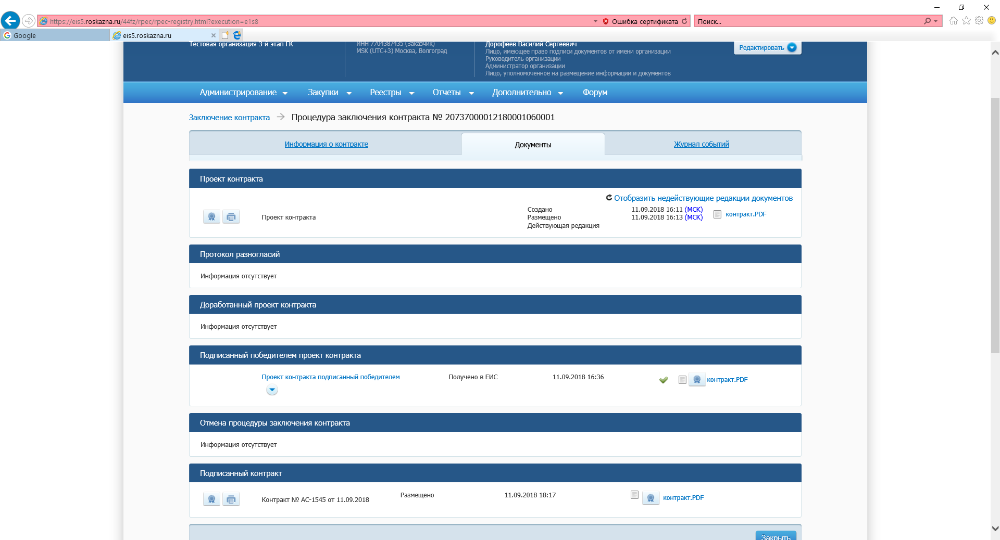 https://eis5.roskazna.ru/44fz/rpec/rpec-registry.html?execution=e1s8
Ошибка сертификата
Поиск...
Google
eis5.roskazna.ru
Тестовая организация 3-й этап ГК
ИНН 7704387435 (Заказчик)
MSK (UTC+3) Москва, Волгоград
Дорофеев Василий Сергеевич
Лицо, имеющее право подписи документов от имени организации
Руководитель организации
Администратор организации
Лицо, уполномоченное на размещение информации и документов
Редактировать
Администрирование
Закупки
Реестры
Отчеты
Дополнительно
Форум
Заключение контракта
Процедура заключения контракта № 20737000012180001060001
Информация о контракте
Документы
Журнал событий
Проект контракта
Отобразить недействующие редакции документов
Проект контракта
Создано 11.09.2018 16:11 (МСК)
Размещено 11.09.2018 16:13 (МСК)
Действующая редакция
контракт.PDF
Протокол разногласий
Информация отсутствует
Доработанный проект контракта
Информация отсутствует
Подписанный победителем проект контракта
Проект контракта подписанный победителем
Получено в ЕИС
11.09.2018 16:36
контракт.PDF
Отмена процедуры заключения контракта
Информация отсутствует
Подписанный контракт
Контракт № АС-1545 от 11.09.2018
Размещено
11.09.2018 18:17
контракт.PDF
Закрыть